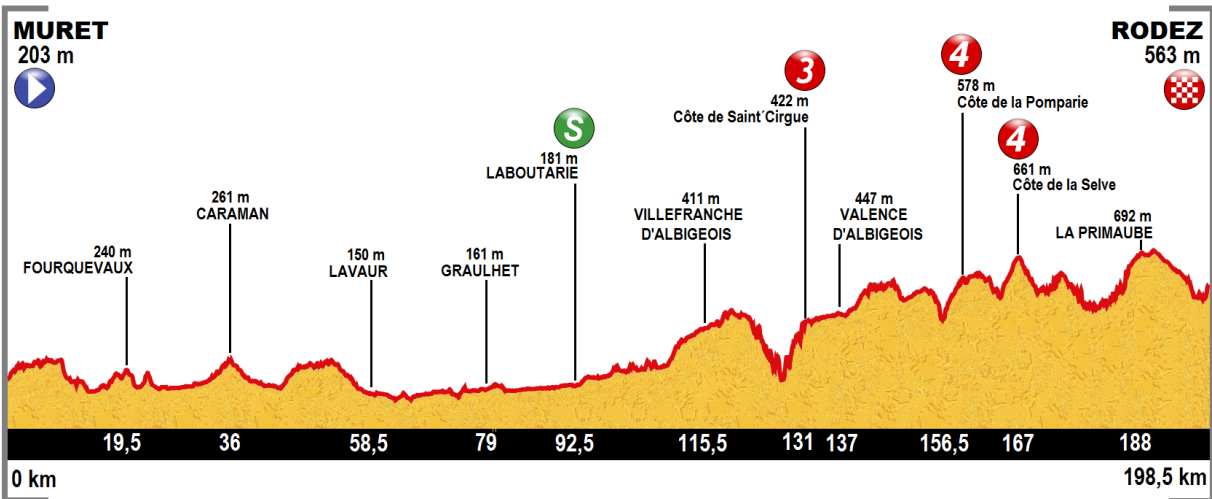 MURET
203 m
RODEZ
563 m
240 m
FOURQUEVAUX
261 m
CARAMAN
150 m
LAVAUR
161 m
GRAULHET
S
181 m
LABOUTARIE
411 m
VILLEFRANCHE
D'ALBIGEOIS
3
422 m
Côte de Saint´Cirgue
447 m
VALENCE
D'ALBIGEOIS
4
578 m
Côte de la Pomparie
4
661 m
Côte de la Selve
692 m
LA PRIMAUBE
19,5 36 58,5 79 92,5 115,5 131 137 156,5 167 188
0 km
198,5 km